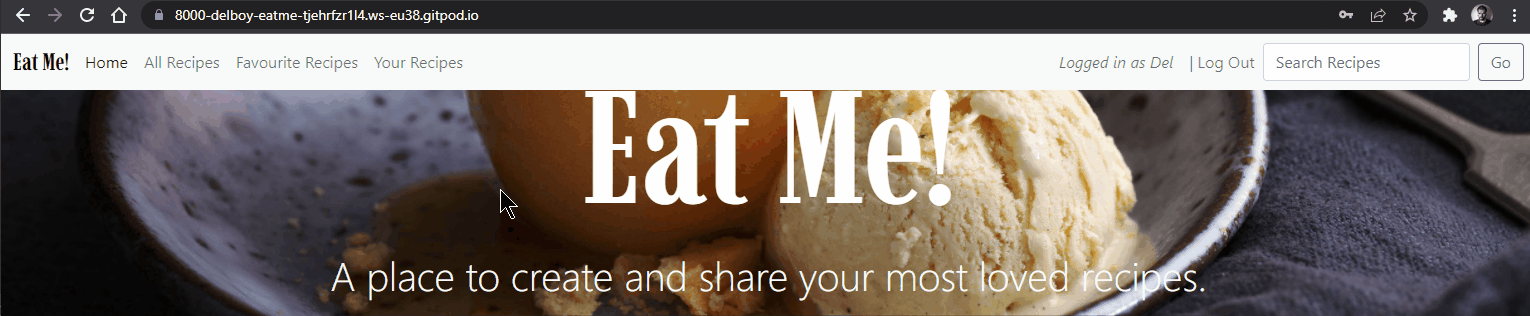 8000-delboy-eatme-tjehrfzr1l4.ws-eu38.gitpod.io
Eat Me! Home All Recipes Favourite Recipes Your Recipes Logged in as Del | Log Out Search Recipes Go
Eat Me!
A place to create and share your most loved recipes.